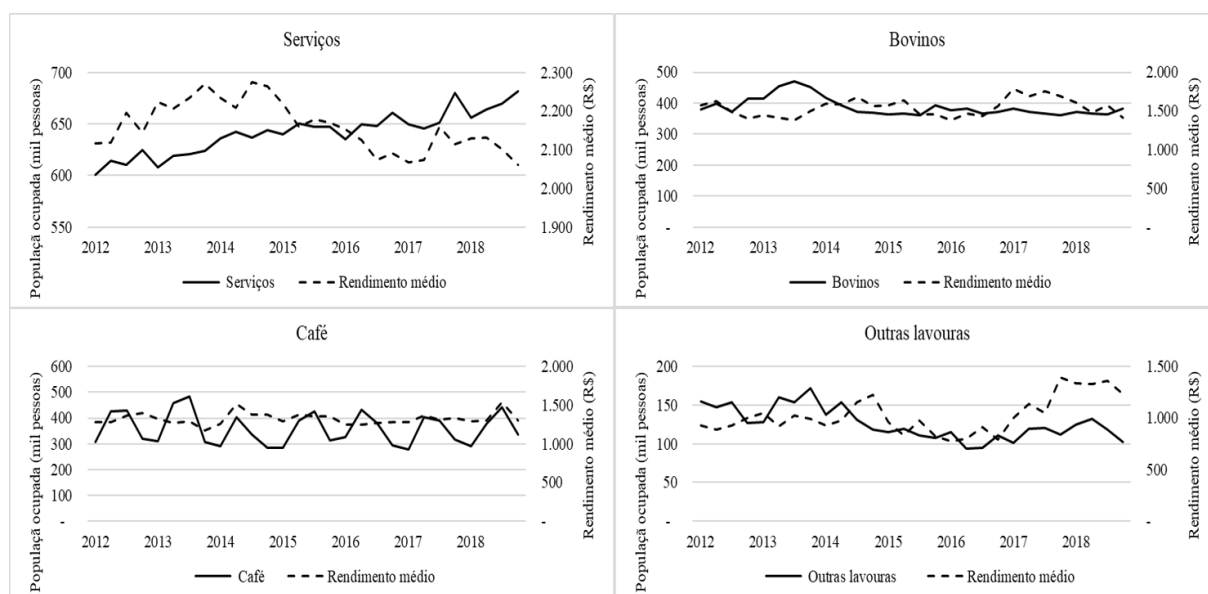 Serviços
População ocupada (mil pessoas)
700
650
600
550
2.300
2.200
2.100
2.000
1.900
Rendimento médio (R$)
2012 2013 2014 2015 2016 2017 2018
Serviços Rendimento médio
Bovinos
População ocupada (mil pessoas)
500
400
300
200
100
-
2.000
1.500
1.000
500
-
Rendimento médio (R$)
2012 2013 2014 2015 2016 2017 2018
Bovinos Rendimento médio
Café
População ocupada (mil pessoas)
600
500
400
300
200
100
-
2.000
1.500
1.000
500
-
Rendimento médio (R$)
2012 2013 2014 2015 2016 2017 2018
Café Rendimento médio
Outras lavouras
População ocupada (mil pessoas)
200
150
100
50
-
1.500
1.000
500
-
Rendimento médio (R$)
2012 2013 2014 2015 2016 2017 2018
Outras lavouras Rendimento médio